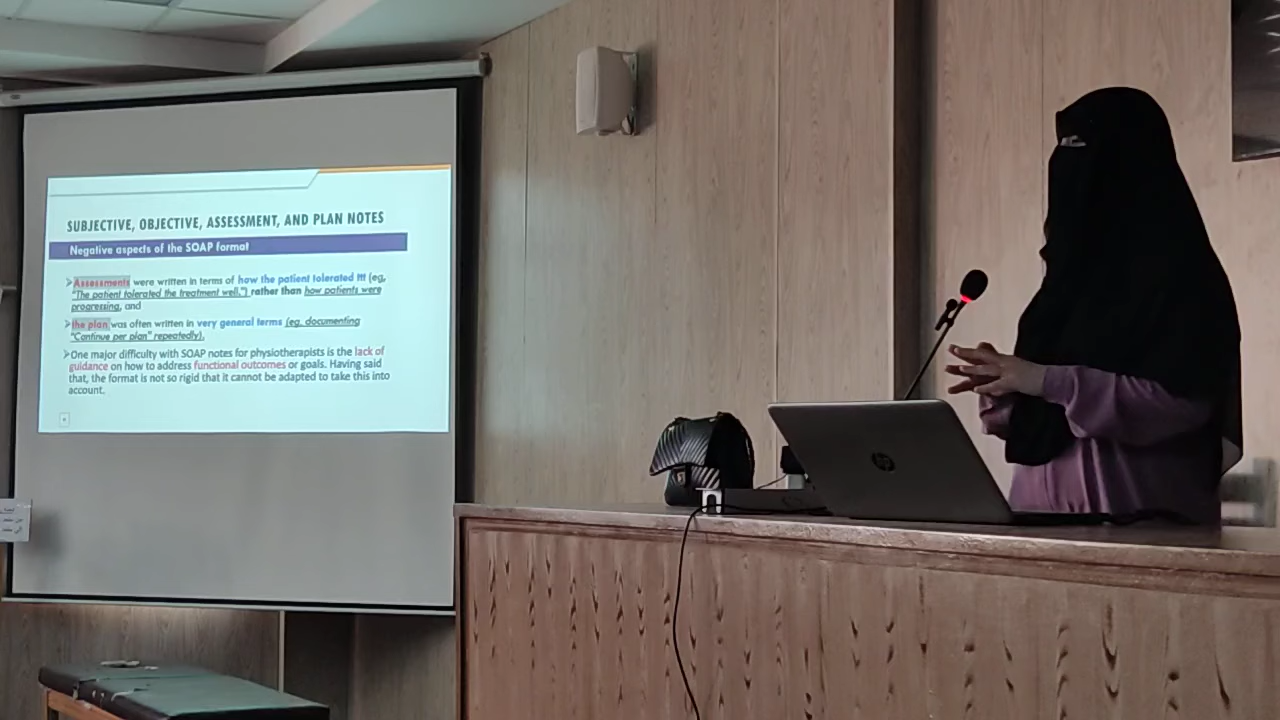 SUBJECTIVE, OBJECTIVE, ASSESSMENT, AND PLAN NOTES
Negative aspects of the SOAP format
➢Assessments were written in terms of how the patient tolerated ttt (eg,
"The patient tolerated the treatment well,") rather than how patients were
progressing, and
➢the plan was often written in very general terms (eg, documenting
"Continue per plan" repeatedly).
➢One major difficulty with SOAP notes for physiotherapists is the lack of
guidance on how to address functional outcomes or goals. Having said
that, the format is not so rigid that it cannot be adapted to take this into
account.
hp